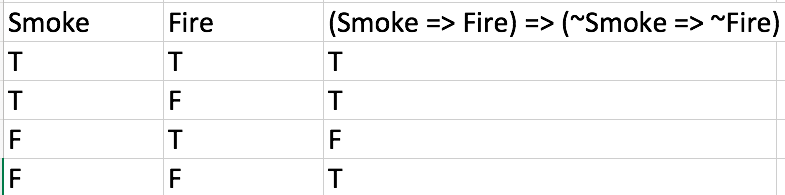 Smoke Fire (Smoke => Fire) => (~Smoke => ~Fire)
T T T
T F T
F T F
F F T